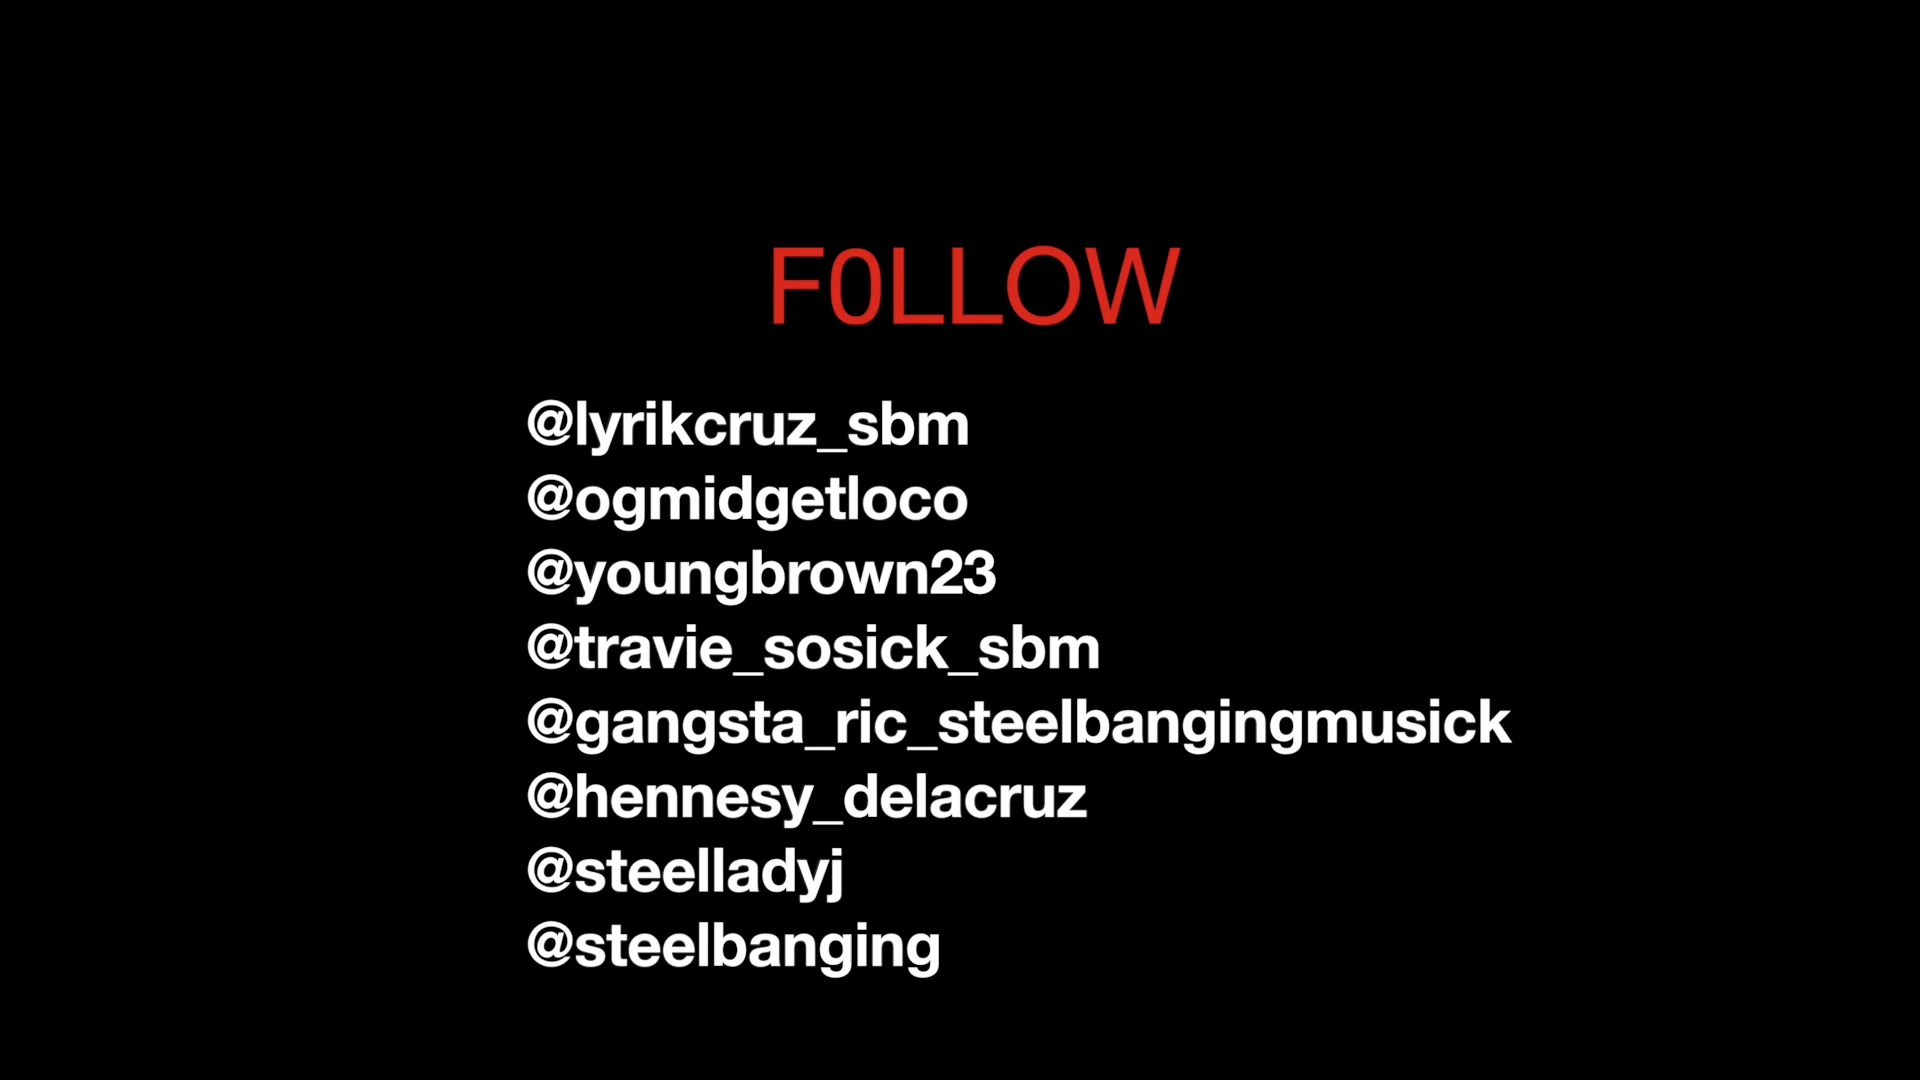 F0LLOW
@lyrikcruz_sbm
@ogmidgetloco
@youngbrown23
@travie_sosick_sbm
@gangsta_ric_steelbangingmusick
@hennesy_delacruz
@steelladyj
@steelbanging